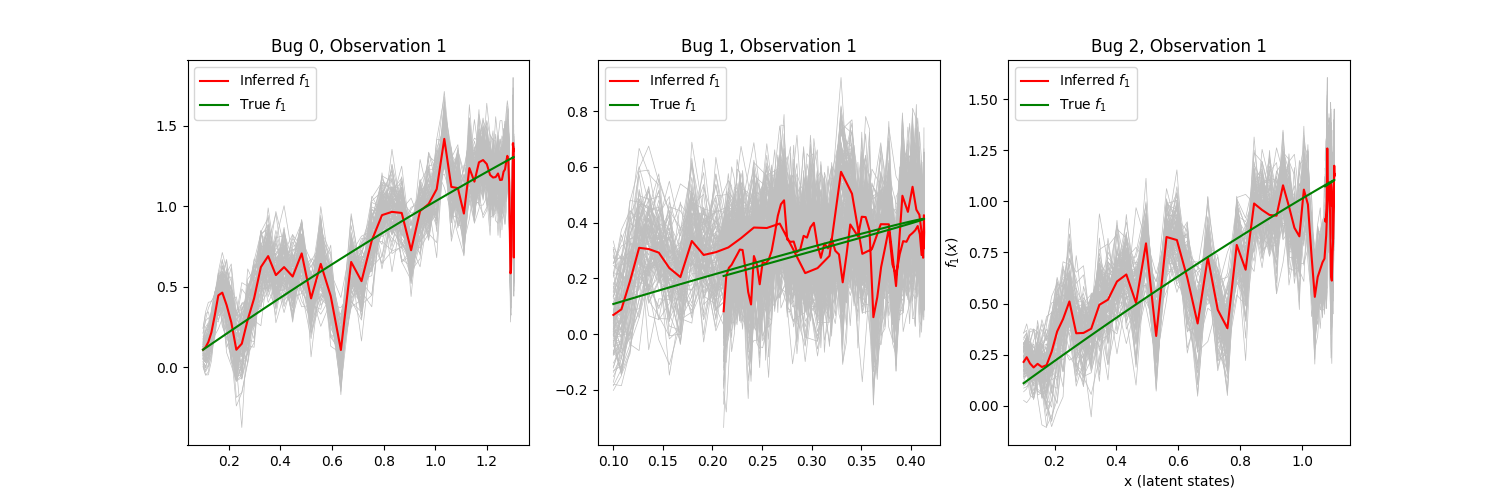 Bug 0, Observation 1
Inferred f₁
True f₁
1.5
1.0
0.5
0.0
0.2 0.4 0.6 0.8 1.0 1.2
Bug 1, Observation 1
Inferred f₁
True f₁
0.8
0.6
0.4
0.2
0.0
−0.2
0.10 0.15 0.20 0.25 0.30 0.35 0.40
Bug 2, Observation 1
Inferred f₁
True f₁
f₁(x)
1.50
1.25
1.00
0.75
0.50
0.25
0.00
0.2 0.4 0.6 0.8 1.0
x (latent states)